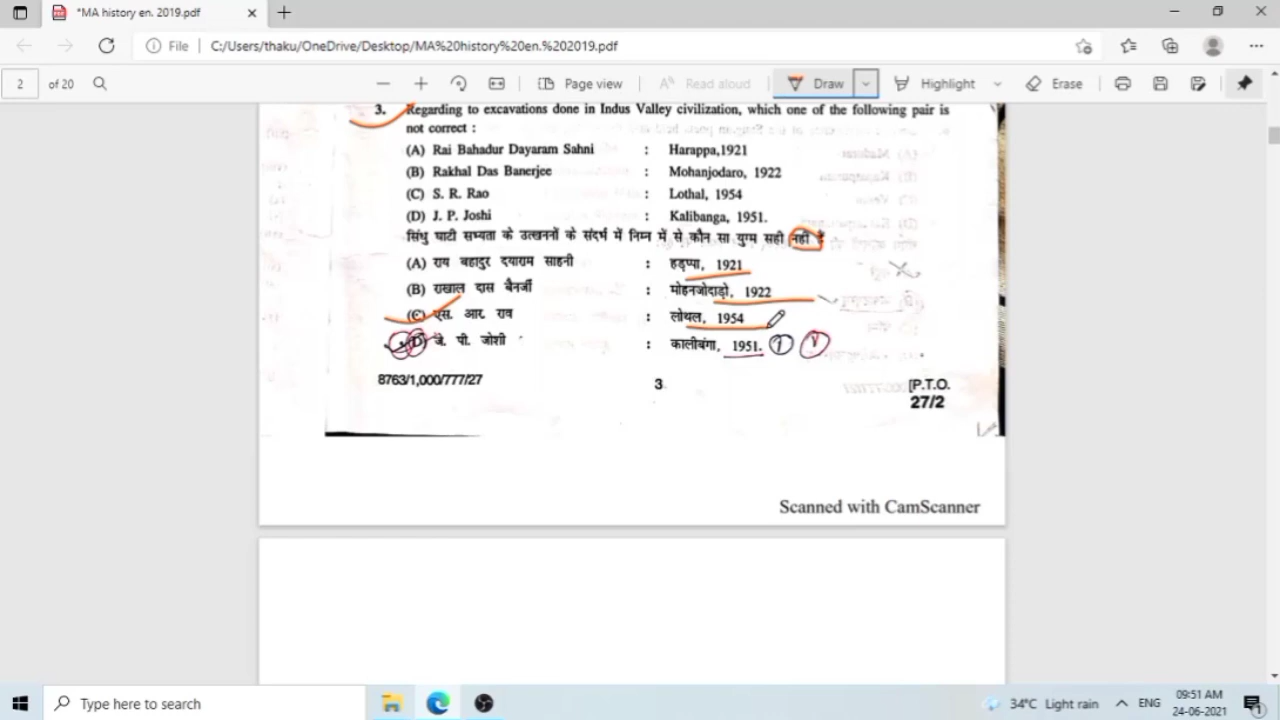 *MA history en. 2019.pdf
File C:/Users/thaku/OneDrive/Desktop/MA%20history%20en.%202019.pdf
2 of 20 Page view Read aloud Draw Highlight Erase
3. Regarding to excavations done in Indus Valley civilization, which one of the following pair is
not correct :
(A) Rai Bahadur Dayaram Sahni : Harappa,1921
(B) Rakhal Das Banerjee : Mohanjodaro, 1922
(C) S. R. Rao : Lothal, 1954
(D) J. P. Joshi : Kalibanga, 1951.
सिंधु घाटी सभ्यता के उत्खननों के संदर्भ में निम्न में से कौन सा युग्म सही नही है
(A) राय बहादुर दयाराम साहनी : हड़प्पा, 1921
(B) राखाल दास बैनर्जी : मोहनजोदाड़ो, 1922
(C) एस. आर. राव : लोथल, 1954
(D) जे. पी. जोशी : कालीबंगा, 1951.
8763/1,000/777/27 3 [P.T.O.
27/2
Scanned with CamScanner
Type here to search 34°C Light rain ENG 09:51 AM
24-06-2021